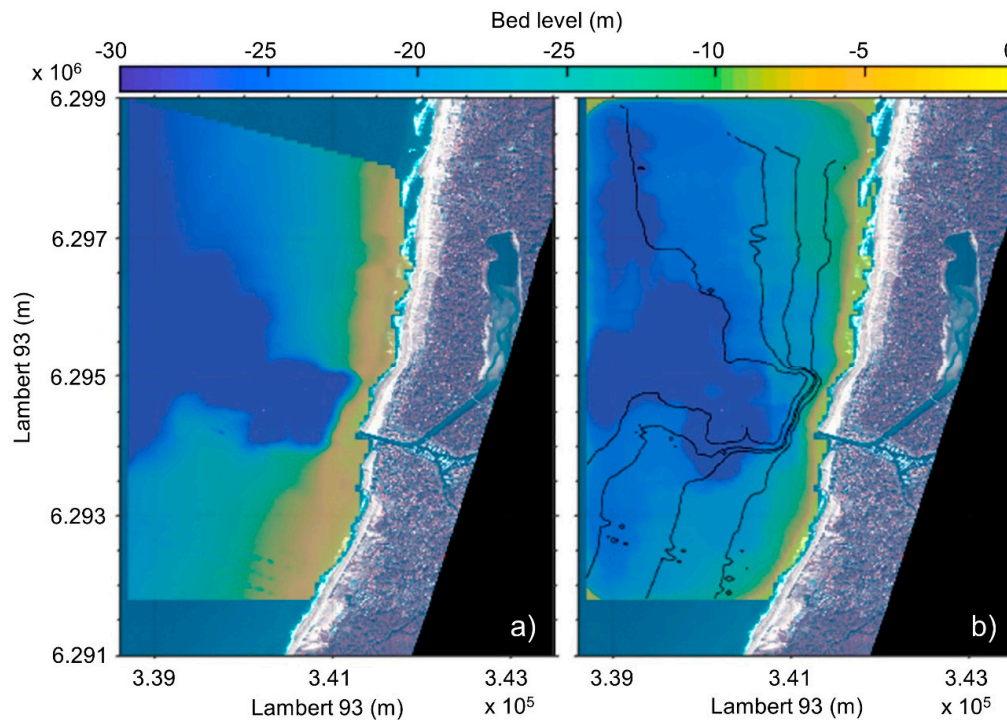 Bed level (m)
-30 -25 -20 -25 -10 -5 0
x 10⁶
6.299
6.297
6.295
6.293
6.291
Lambert 93 (m)
a) b)
3.39 3.41 3.43 3.39 3.41 3.43
Lambert 93 (m) x 10⁵ Lambert 93 (m) x 10⁵